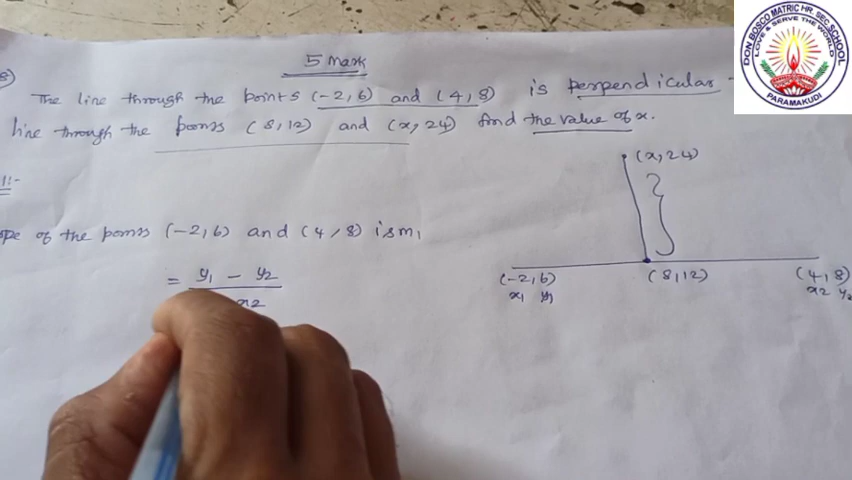 5 Mark
The line through the points (-2,6) and (4,8) is perpendicular
line through the points (8,12) and (x,24) find the value of x.
(x,24)
ope of the points (-2,6) and (4,8) is m1
= y1 - y2
x2
(-2,6) (8,12) (4,8)
x1 y1 x2 y2
DON BOSCO MATRIC HR. SEC SCHOOL
LOVE & SERVE THE WORLD
PARAMAKUDI